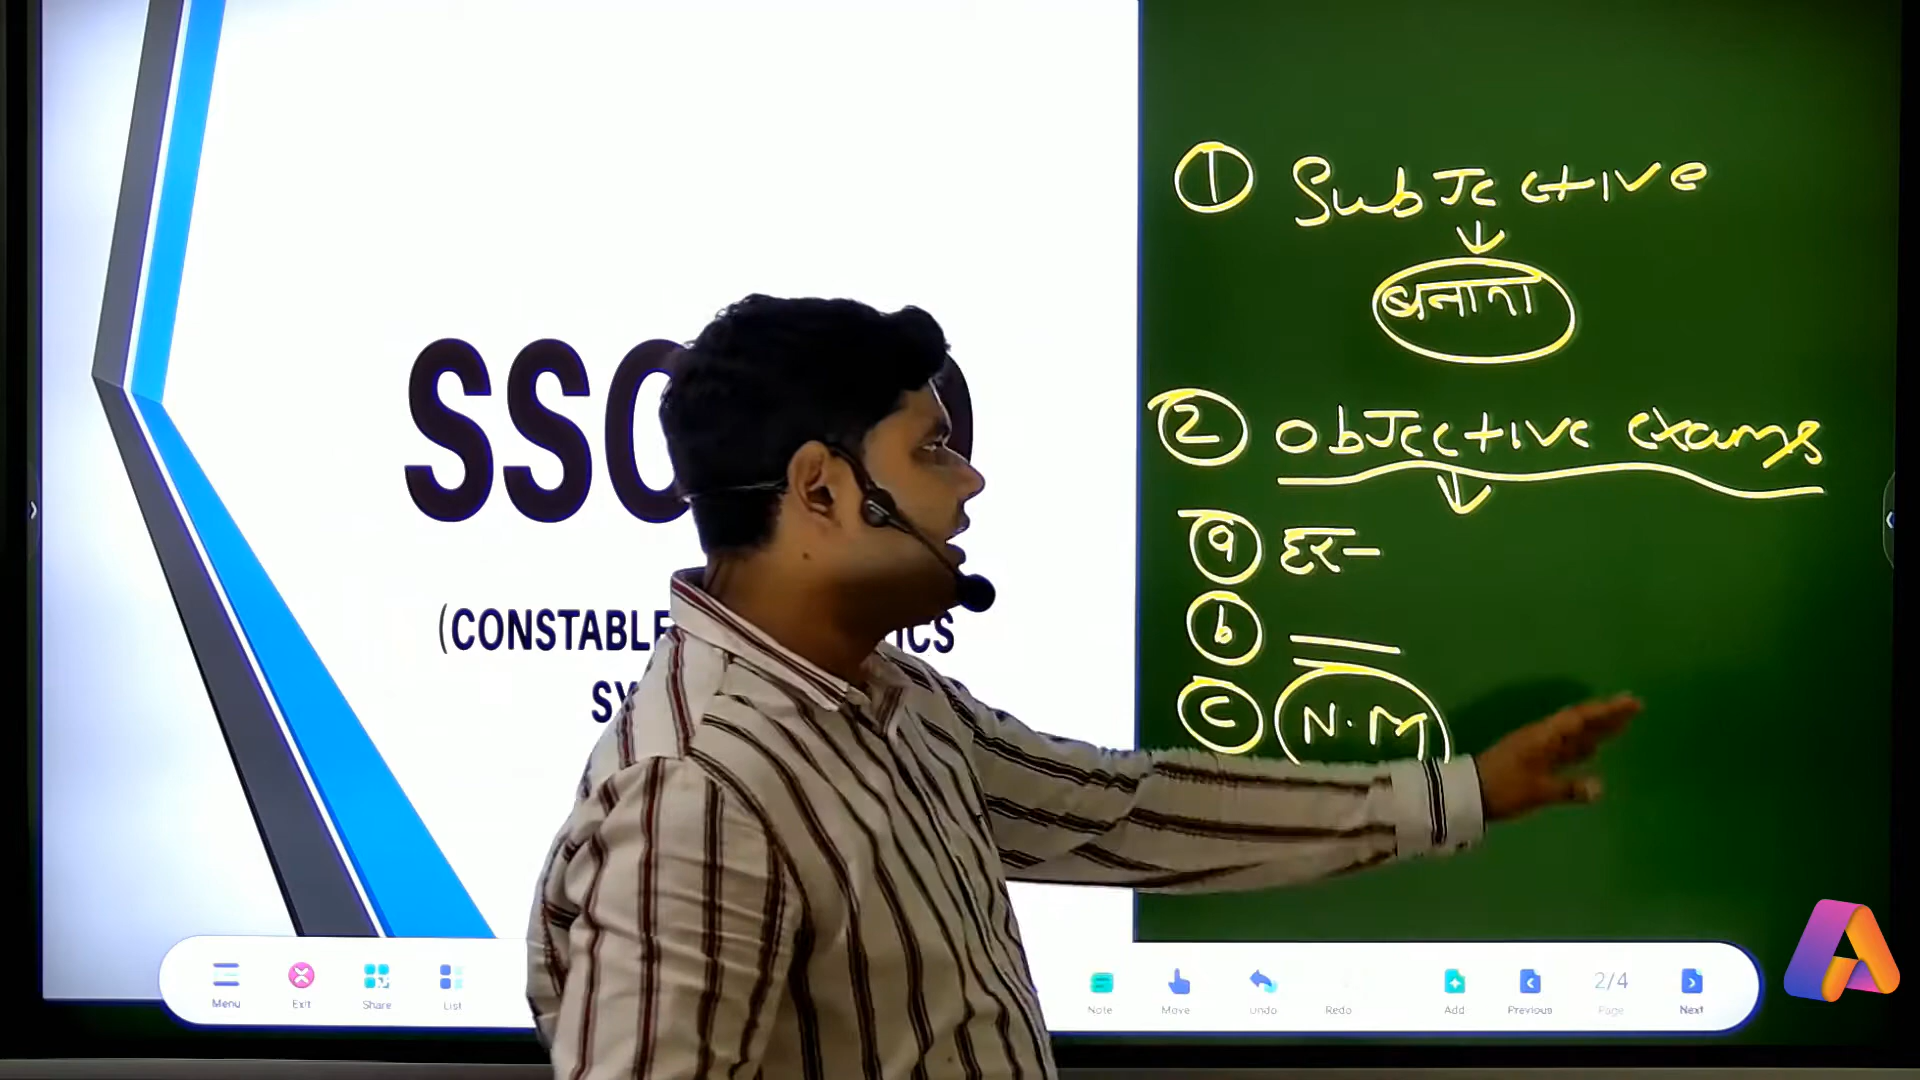 SSC
(CONSTABLE
ICS
SY
① Subjective
बनाना
② objective exams
ⓐ हर-
ⓑ
ⓒ N.M
Menu Exit Share List Note Move Undo Redo Add Previous 2/4 Page Next